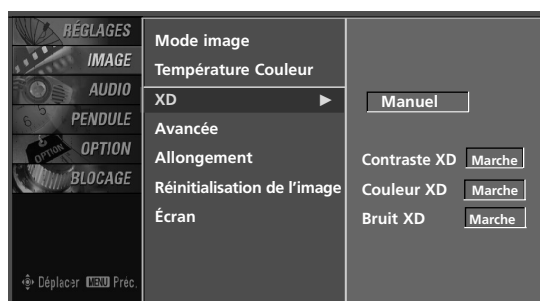 RÉGLAGES
IMAGE
AUDIO
PENDULE
OPTION
BLOCAGE
Déplacer MENU Préc.
Mode image
Température Couleur
XD ►
Avancée
Allongement
Réinitialisation de l'image
Écran
Manuel
Contraste XD Marche
Couleur XD Marche
Bruit XD Marche